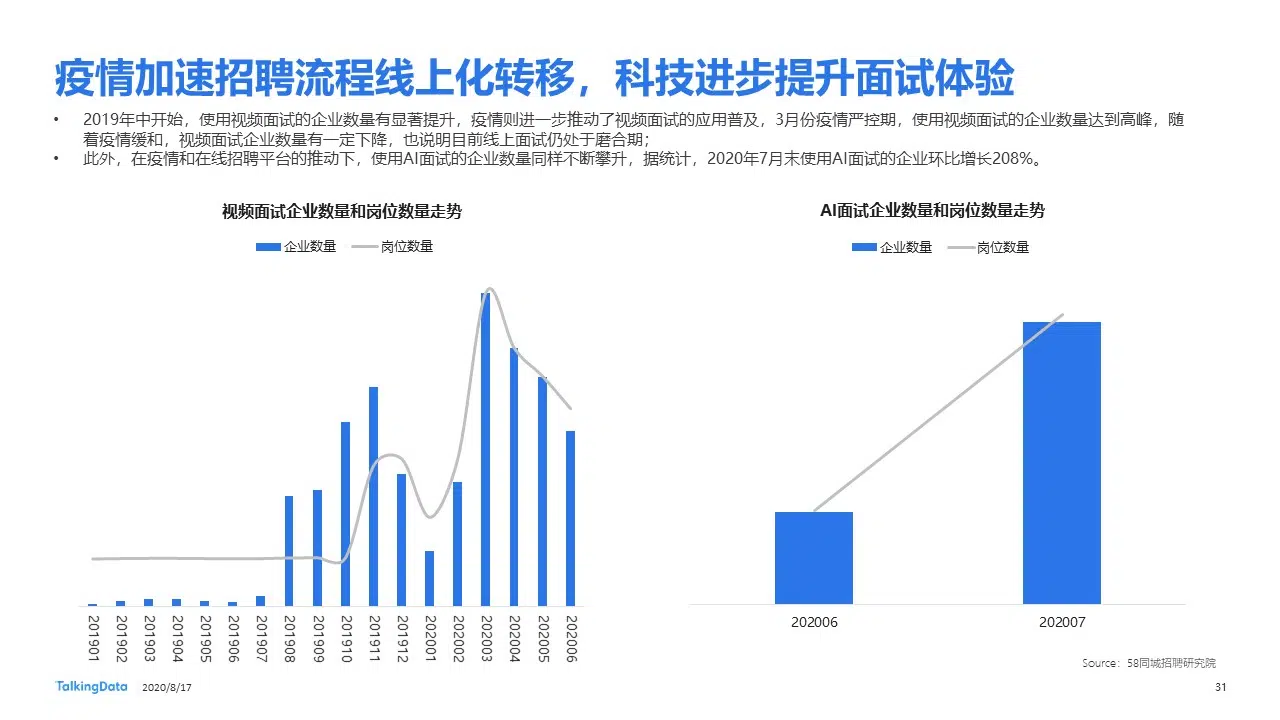 疫情加速招聘流程线上化转移，科技进步提升面试体验
• 2019年中开始，使用视频面试的企业数量有显著提升，疫情则进一步推动了视频面试的应用普及，3月份疫情严控期，使用视频面试的企业数量达到高峰，随
着疫情缓和，视频面试企业数量有一定下降，也说明目前线上面试仍处于磨合期；
• 此外，在疫情和在线招聘平台的推动下，使用AI面试的企业数量同样不断攀升，据统计，2020年7月末使用AI面试的企业环比增长208%。
视频面试企业数量和岗位数量走势
企业数量 岗位数量
201901 201902 201903 201904 201905 201906 201907 201908 201909 201910 201911 201912 202001 202002 202003 202004 202005 202006
AI面试企业数量和岗位数量走势
企业数量 岗位数量
202006 202007
Source：58同城招聘研究院
TalkingData 2020/8/17
31